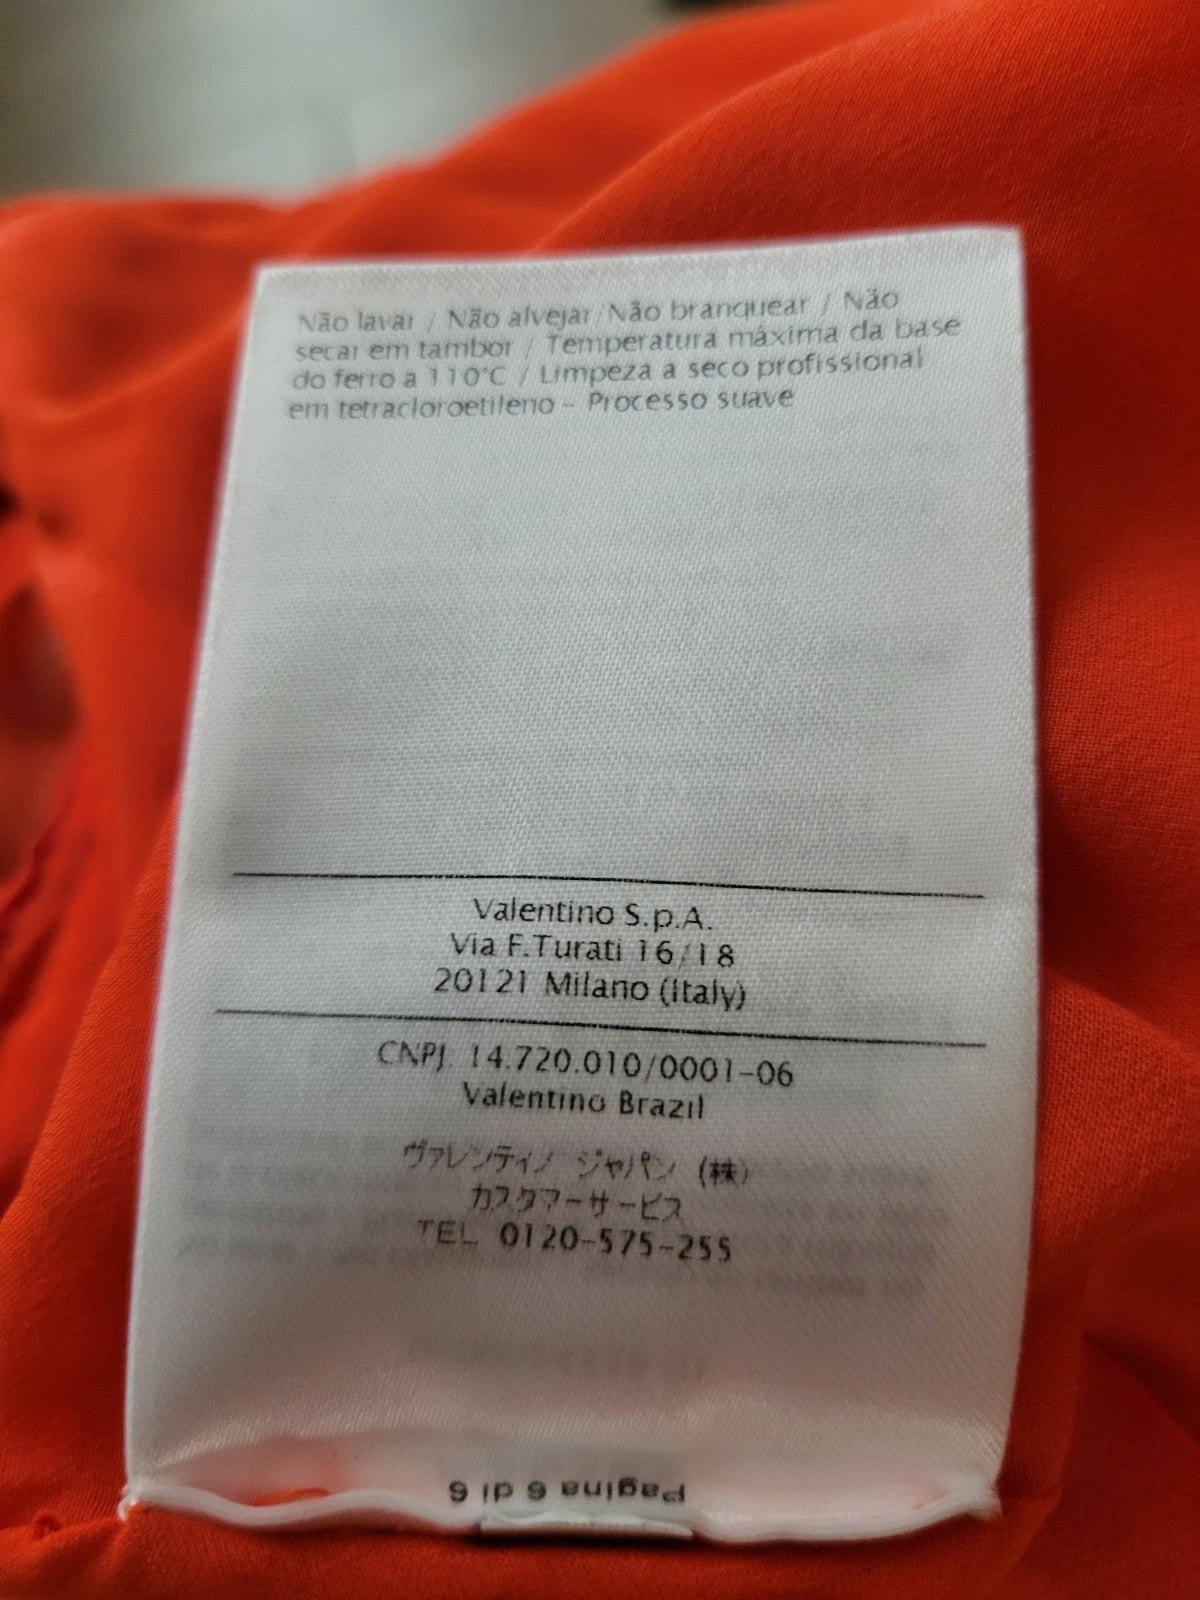 Não lavar / Não alvejar/Não branquear / Não
secar em tambor / Temperatura máxima da base
do ferro a 110°C / Limpeza a seco profissional
em tetracloroetileno – Processo suave
Valentino S.p.A.
Via F.Turati 16/18
20121 Milano (Italy)
CNPJ: 14.720.010/0001-06
Valentino Brazil
ヴァレンティノ ジャパン (株)
カスタマーサービス
TEL 0120-575-255
Pagina 6 di 6